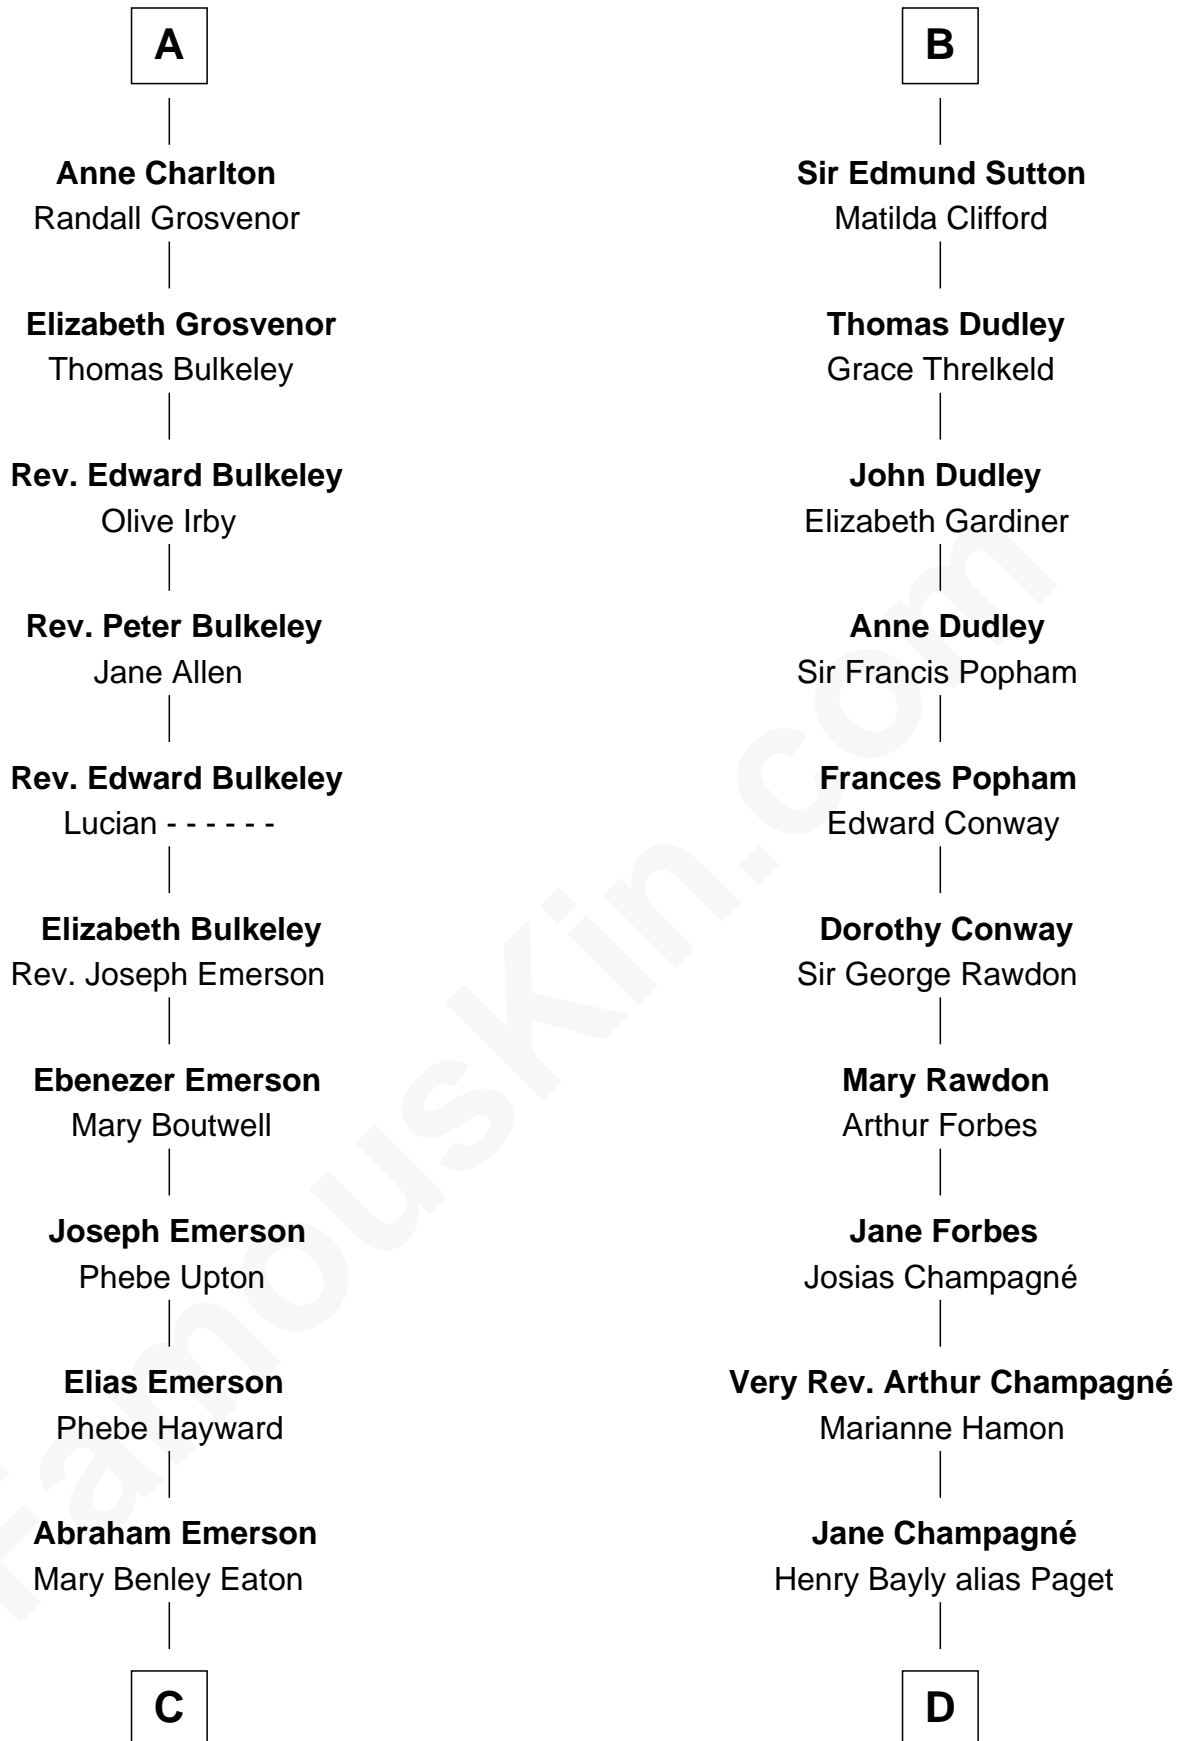 A
Anne Charlton
Randall Grosvenor
Elizabeth Grosvenor
Thomas Bulkeley
Rev. Edward Bulkeley
Olive Irby
Rev. Peter Bulkeley
Jane Allen
Rev. Edward Bulkeley
Lucian - - - - - -
Elizabeth Bulkeley
Rev. Joseph Emerson
Ebenezer Emerson
Mary Boutwell
Joseph Emerson
Phebe Upton
Elias Emerson
Phebe Hayward
Abraham Emerson
Mary Benley Eaton
C
B
Sir Edmund Sutton
Matilda Clifford
Thomas Dudley
Grace Threlkeld
John Dudley
Elizabeth Gardiner
Anne Dudley
Sir Francis Popham
Frances Popham
Edward Conway
Dorothy Conway
Sir George Rawdon
Mary Rawdon
Arthur Forbes
Jane Forbes
Josias Champagné
Very Rev. Arthur Champagné
Marianne Hamon
Jane Champagné
Henry Bayly alias Paget
D
FamousKin.com